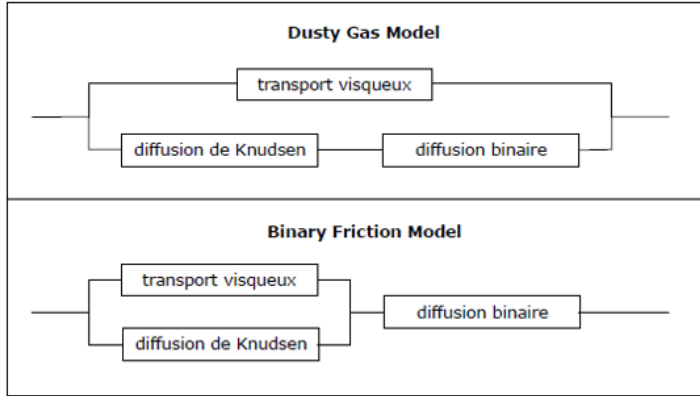 Dusty Gas Model
transport visqueux
diffusion de Knudsen
diffusion binaire
Binary Friction Model
transport visqueux
diffusion binaire
diffusion de Knudsen